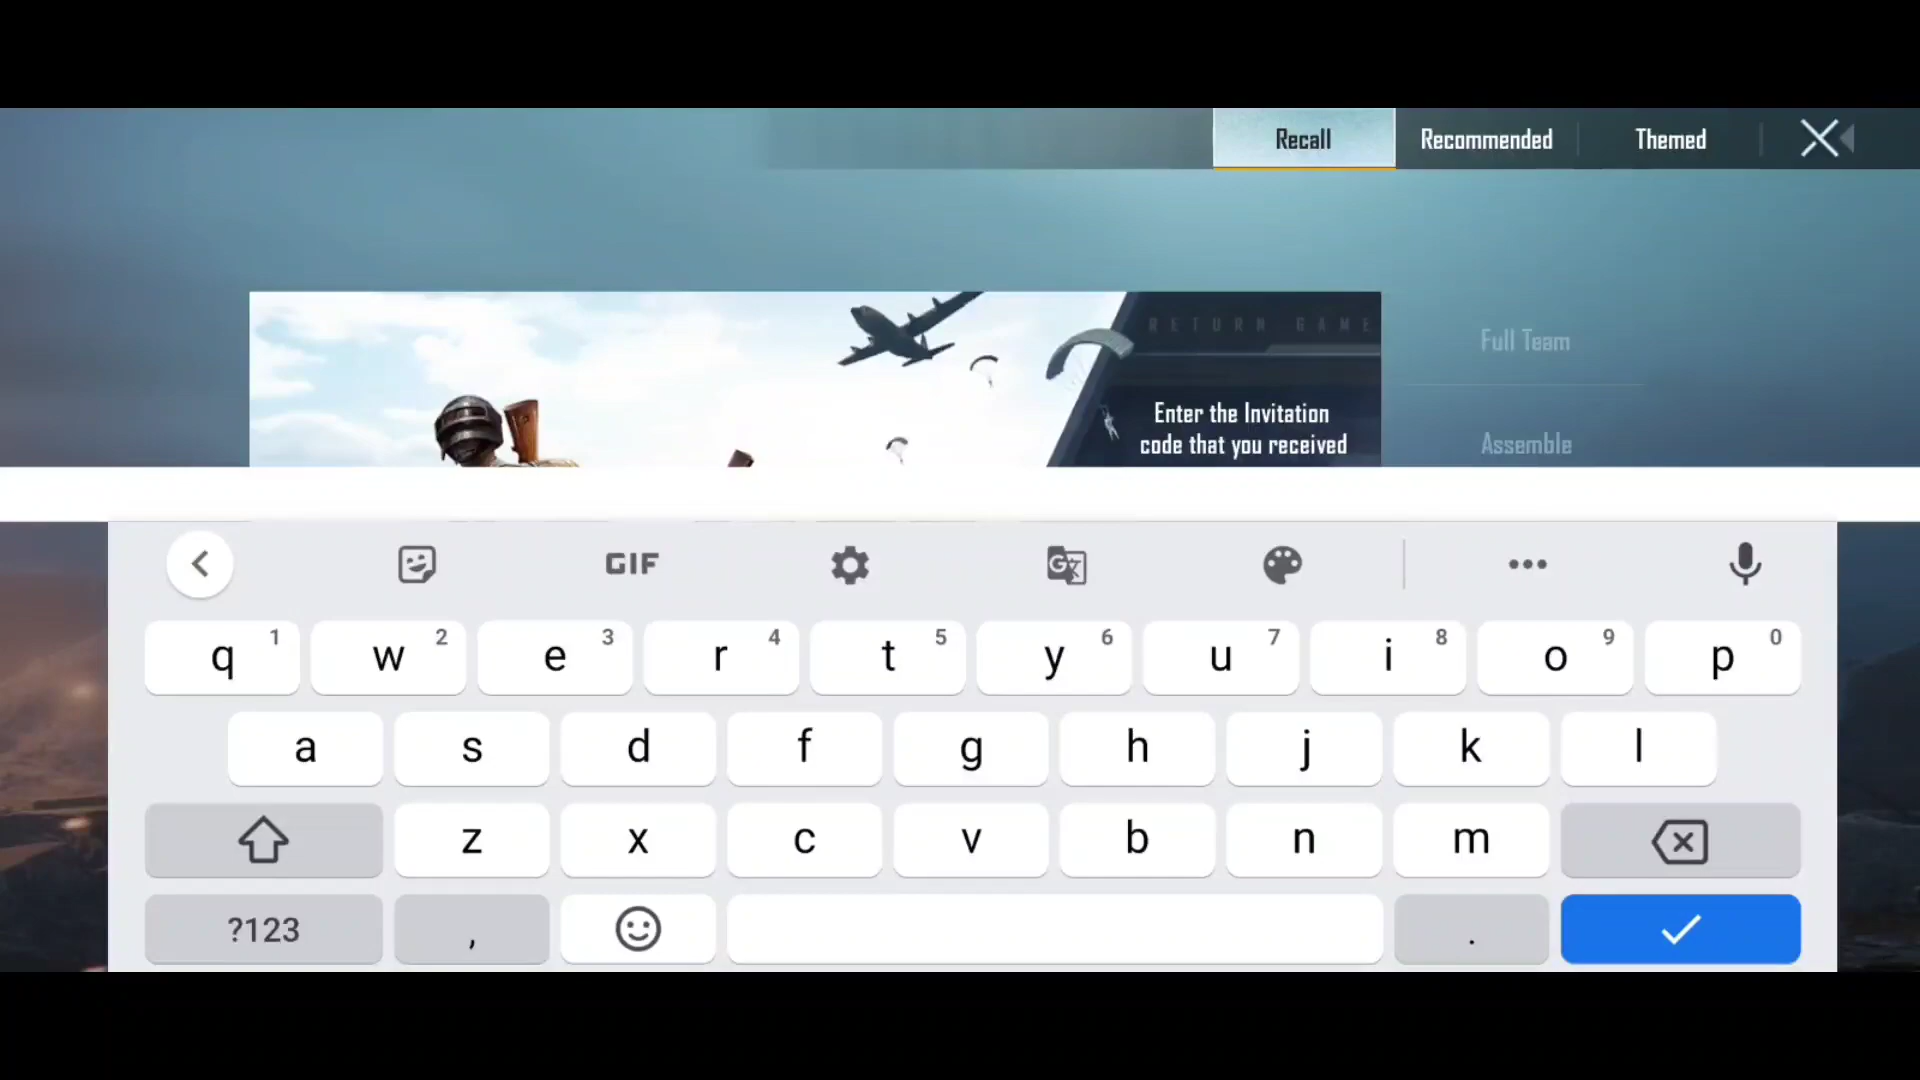 Recall
Recommended
Themed
RETURN GAME
Full Team
Enter the Invitation
code that you received
Assemble
GIF
G
q 1 w 2 e 3 r 4 t 5 y 6 u 7 i 8 o 9 p 0
a s d f g h j k l
z x c v b n m
?123 , .